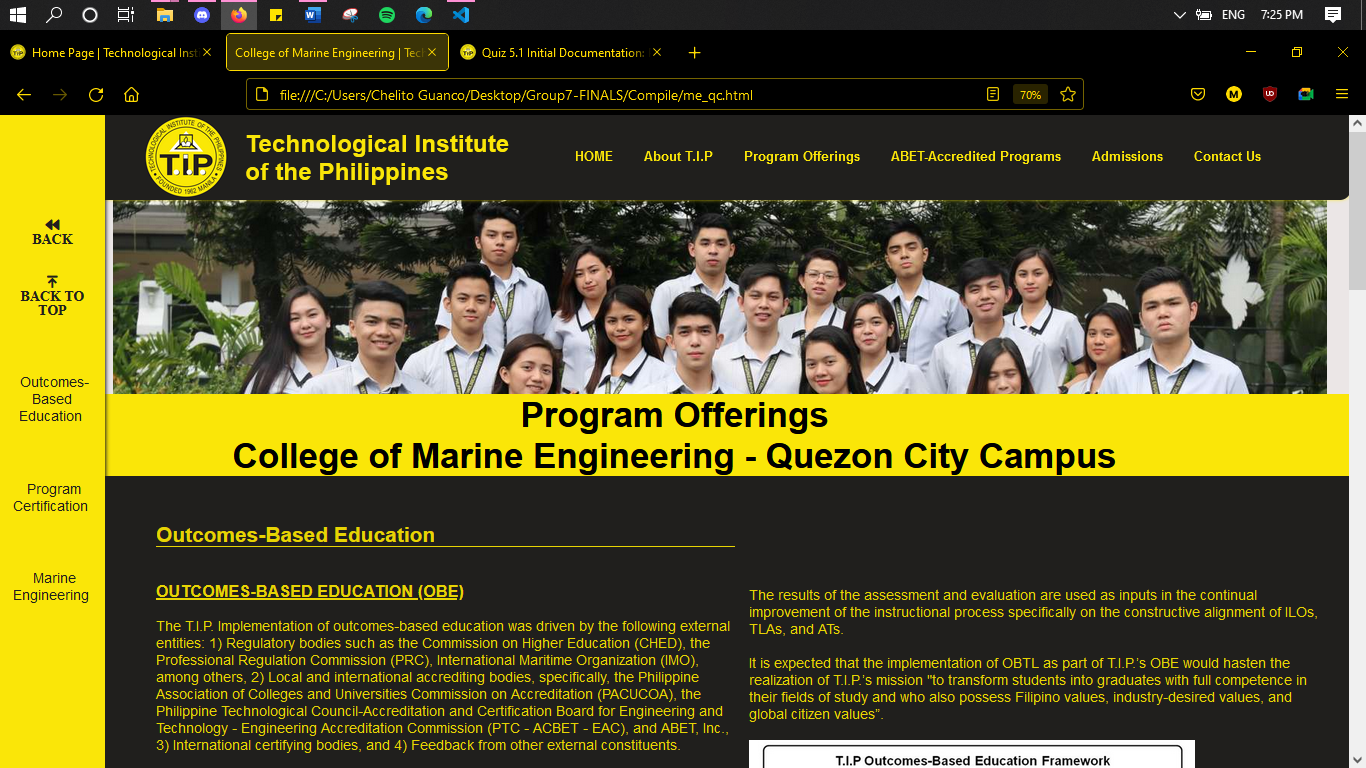 ENG 7:25 PM
Home Page | Technological Inst
College of Marine Engineering | Tec
Quiz 5.1 Initial Documentation:
file:///C:/Users/Chelito Guanco/Desktop/Group7-FINALS/Compile/me_qc.html
70%
TECHNOLOGICAL INSTITUTE OF THE PHILIPPINES
T.I.P
FOUNDED 1962 MANILA
Technological Institute
of the Philippines
HOME About T.I.P Program Offerings ABET-Accredited Programs Admissions Contact Us
BACK
BACK TO
TOP
Outcomes-
Based
Education
Program
Certification
Marine
Engineering
Program Offerings
College of Marine Engineering - Quezon City Campus
Outcomes-Based Education
OUTCOMES-BASED EDUCATION (OBE)
The T.I.P. Implementation of outcomes-based education was driven by the following external
entities: 1) Regulatory bodies such as the Commission on Higher Education (CHED), the
Professional Regulation Commission (PRC), International Maritime Organization (IMO),
among others, 2) Local and international accrediting bodies, specifically, the Philippine
Association of Colleges and Universities Commission on Accreditation (PACUCOA), the
Philippine Technological Council-Accreditation and Certification Board for Engineering and
Technology - Engineering Accreditation Commission (PTC - ACBET - EAC), and ABET, Inc.,
3) International certifying bodies, and 4) Feedback from other external constituents.
The results of the assessment and evaluation are used as inputs in the continual
improvement of the instructional process specifically on the constructive alignment of ILOs,
TLAs, and ATs.
It is expected that the implementation of OBTL as part of T.I.P.'s OBE would hasten the
realization of T.I.P.'s mission "to transform students into graduates with full competence in
their fields of study and who also possess Filipino values, industry-desired values, and
global citizen values”.
T.I.P Outcomes-Based Education Framework